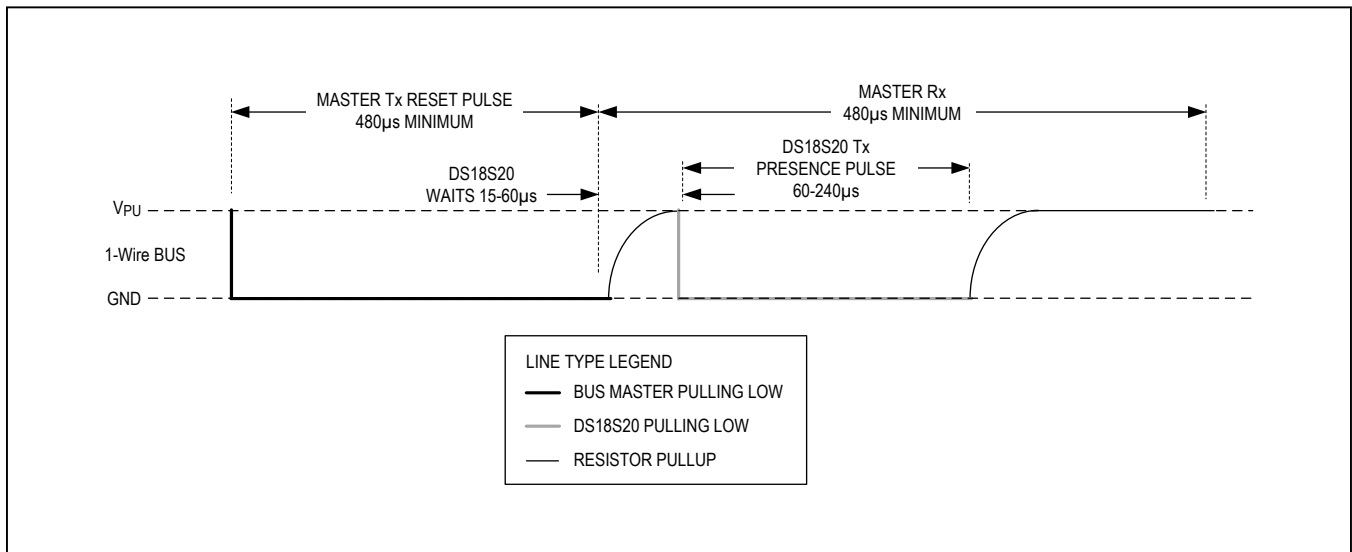 MASTER Tx RESET PULSE
480µs MINIMUM
MASTER Rx
480µs MINIMUM
DS18S20
WAITS 15-60µs
DS18S20 Tx
PRESENCE PULSE
60-240µs
VPU
1-Wire BUS
GND
LINE TYPE LEGEND
BUS MASTER PULLING LOW
DS18S20 PULLING LOW
RESISTOR PULLUP